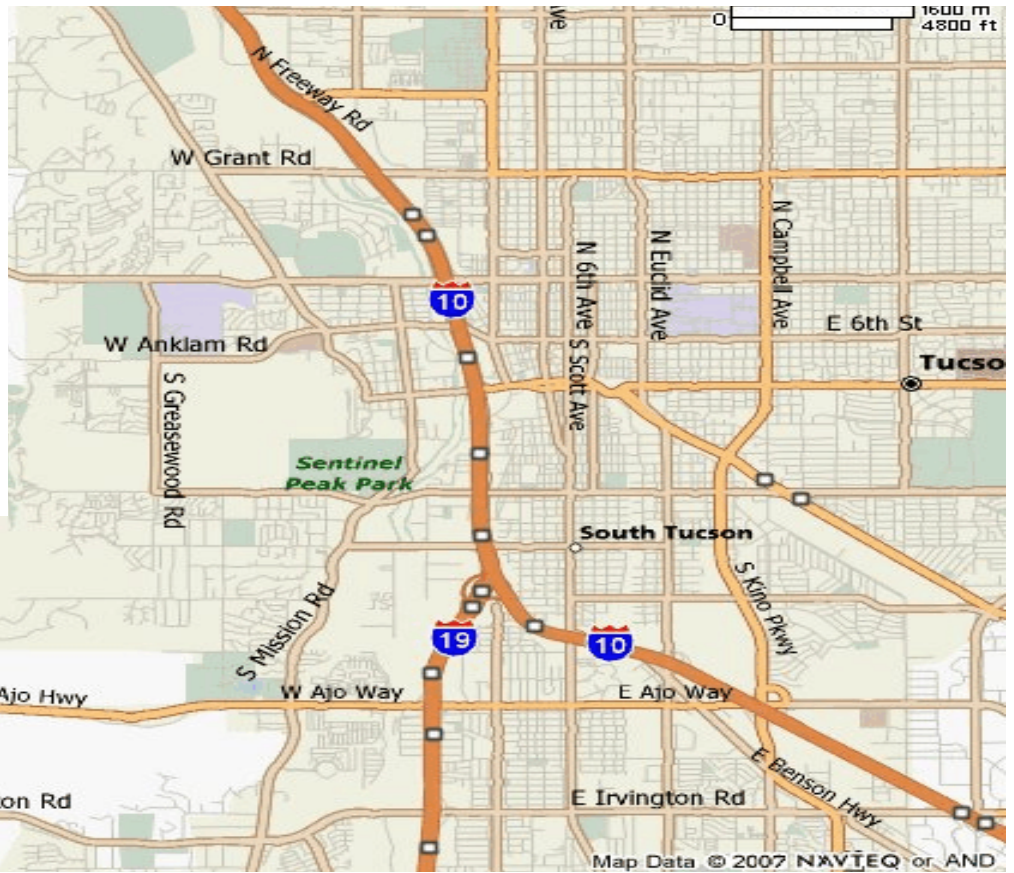 Ave
0
1600 m
4800 ft
N Freeway Rd
W Grant Rd
N Campbell Ave
N 6th Ave
N Euclid Ave
10
E 6th St
W Anklam Rd
S Scott Ave
Tucso
S Greasewood Rd
Sentinel
Peak Park
South Tucson
S Kino Pkwy
S Mission Rd
19
10
Ajo Hwy
W Ajo Way
E Ajo Way
E Benson Hwy
ton Rd
E Irvington Rd
Map Data © 2007 NAVTEQ or AND